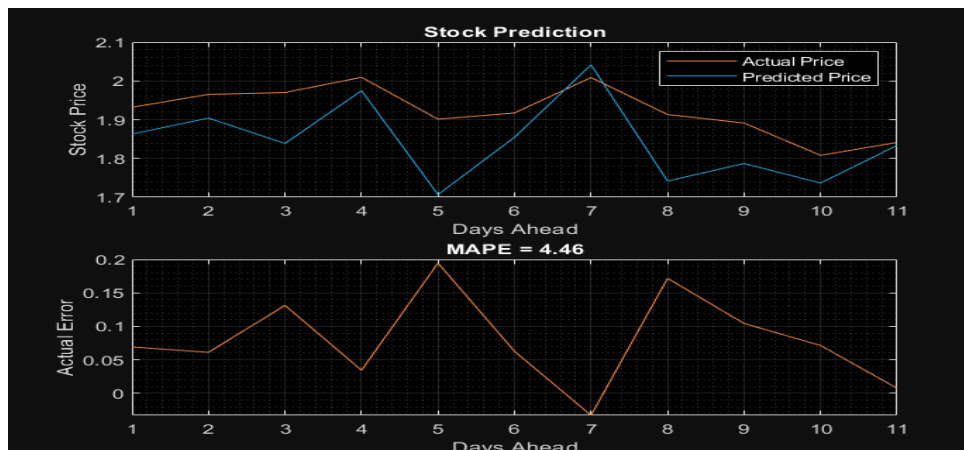 Stock Prediction
2.1
2
1.9
1.8
1.7
Stock Price
Actual Price
Predicted Price
1 2 3 4 5 6 7 8 9 10 11
Days Ahead
MAPE = 4.46
0.2
0.15
0.1
0.05
0
Actual Error
1 2 3 4 5 6 7 8 9 10 11
Days Ahead